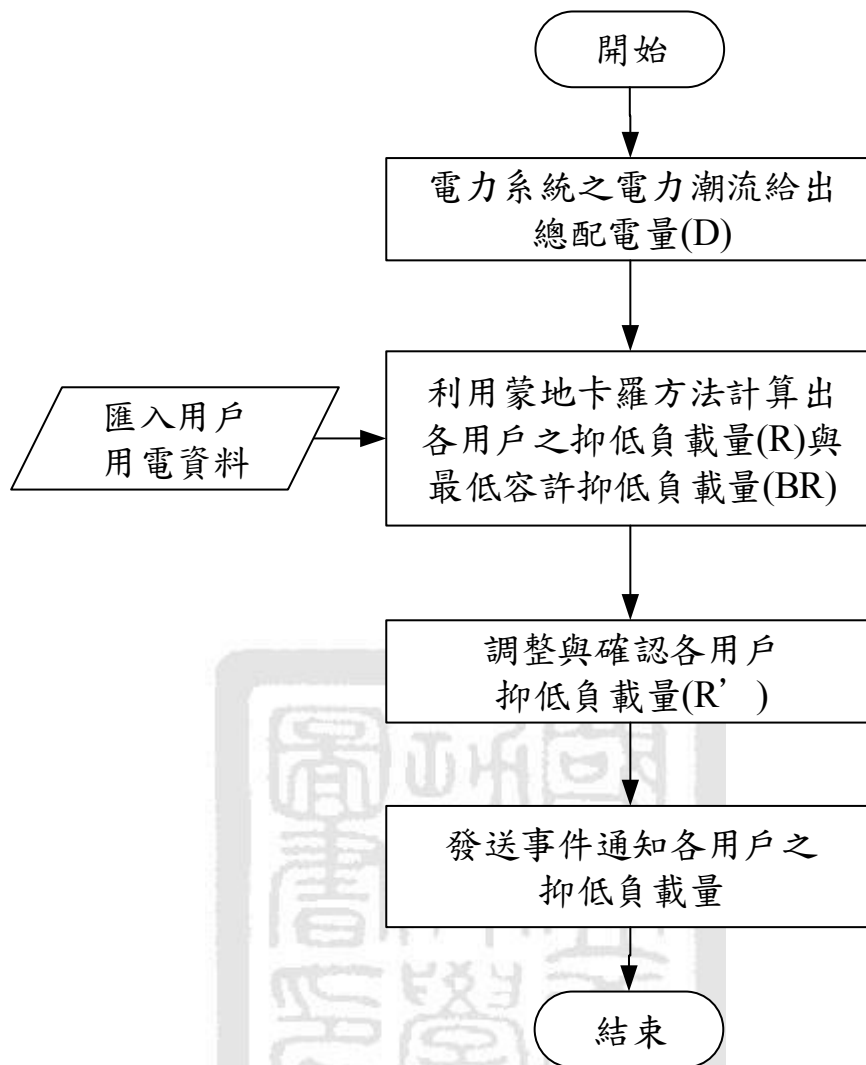 開始
電力系統之電力潮流給出
總配電量(D)
匯入用戶
用電資料
利用蒙地卡羅方法計算出
各用戶之抑低負載量(R)與
最低容許抑低負載量(BR)
調整與確認各用戶
抑低負載量(R’)
發送事件通知各用戶之
抑低負載量
結束